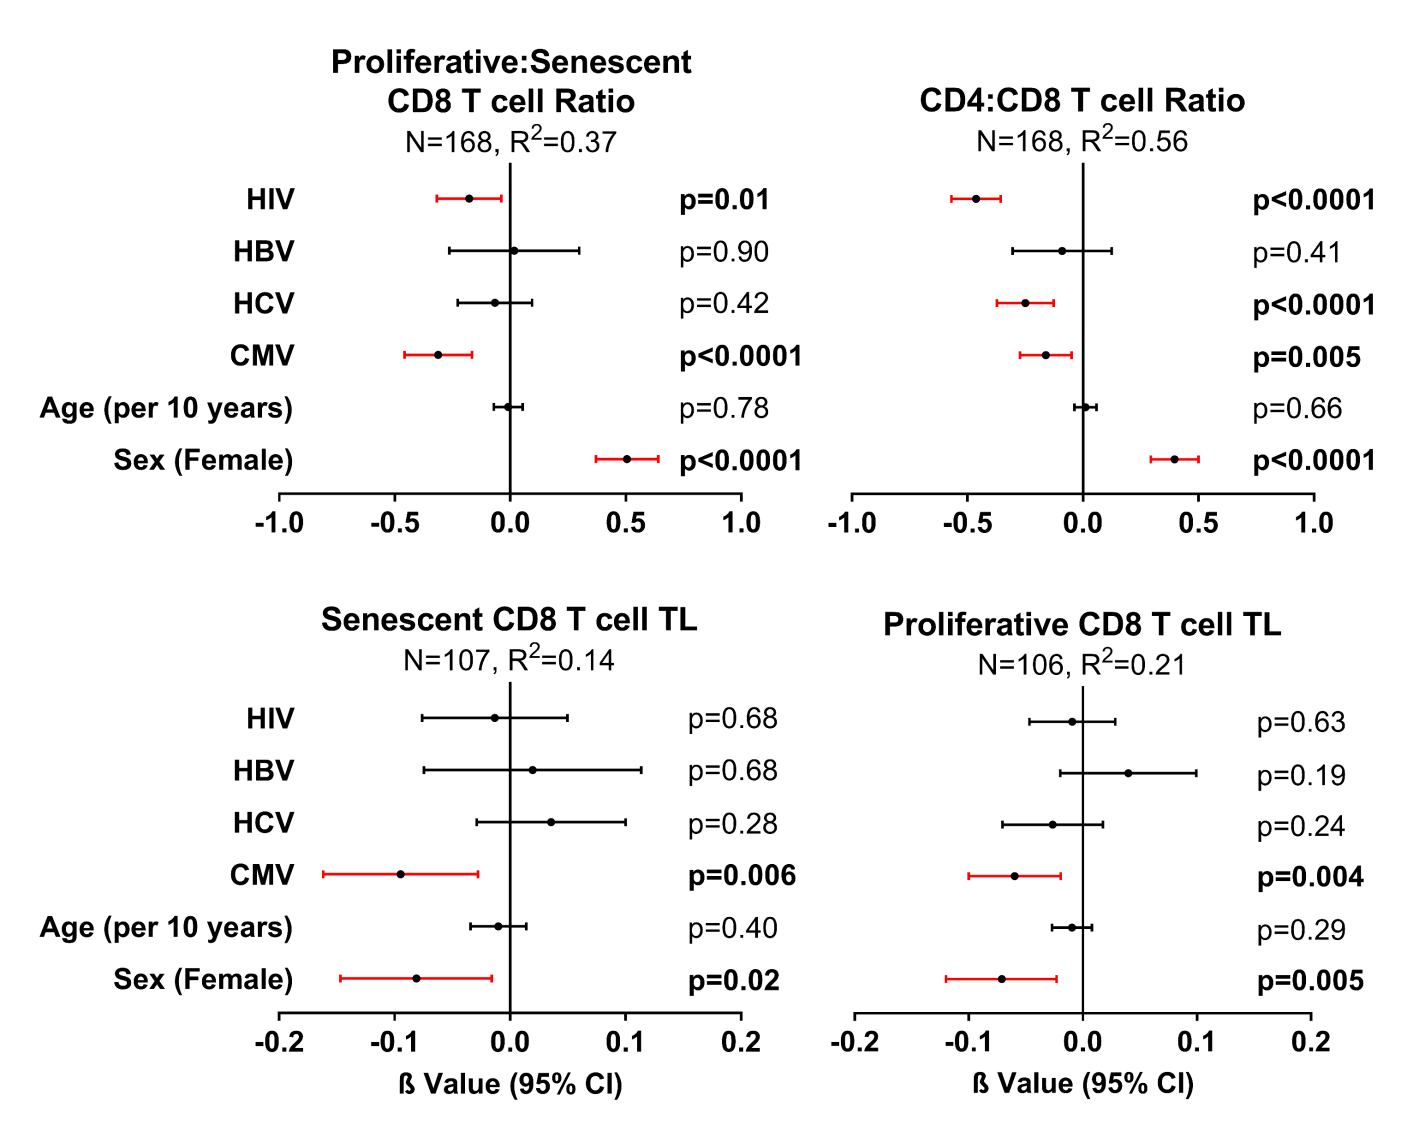 Proliferative:Senescent
CD8 T cell Ratio
N=168, R²=0.37
HIV p=0.01
HBV p=0.90
HCV p=0.42
CMV p<0.0001
Age (per 10 years) p=0.78
Sex (Female) p<0.0001
-1.0 -0.5 0.0 0.5 1.0
CD4:CD8 T cell Ratio
N=168, R²=0.56
p<0.0001
p=0.41
p<0.0001
p=0.005
p=0.66
p<0.0001
-1.0 -0.5 0.0 0.5 1.0
Senescent CD8 T cell TL
N=107, R²=0.14
HIV p=0.68
HBV p=0.68
HCV p=0.28
CMV p=0.006
Age (per 10 years) p=0.40
Sex (Female) p=0.02
-0.2 -0.1 0.0 0.1 0.2
ß Value (95% CI)
Proliferative CD8 T cell TL
N=106, R²=0.21
p=0.63
p=0.19
p=0.24
p=0.004
p=0.29
p=0.005
-0.2 -0.1 0.0 0.1 0.2
ß Value (95% CI)